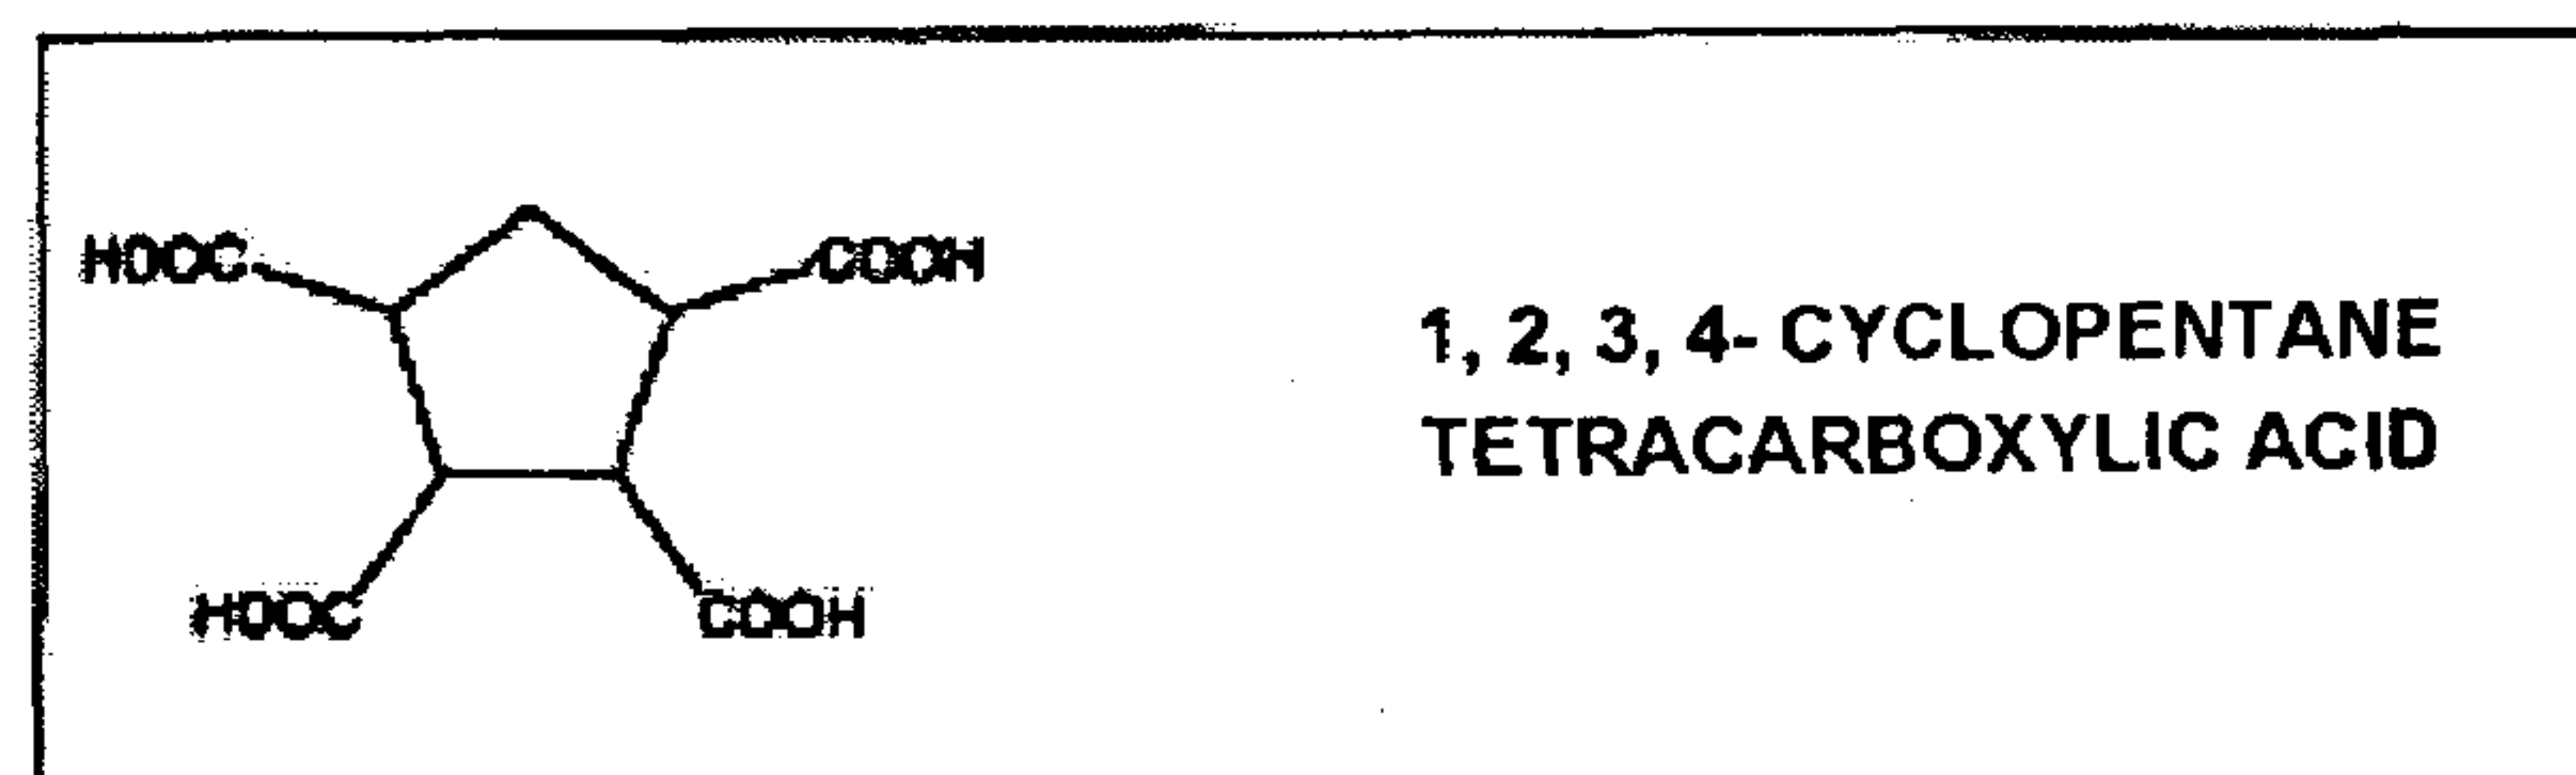 HOOC COOH
1, 2, 3, 4- CYCLOPENTANE
TETRACARBOXYLIC ACID
HOOC COOH